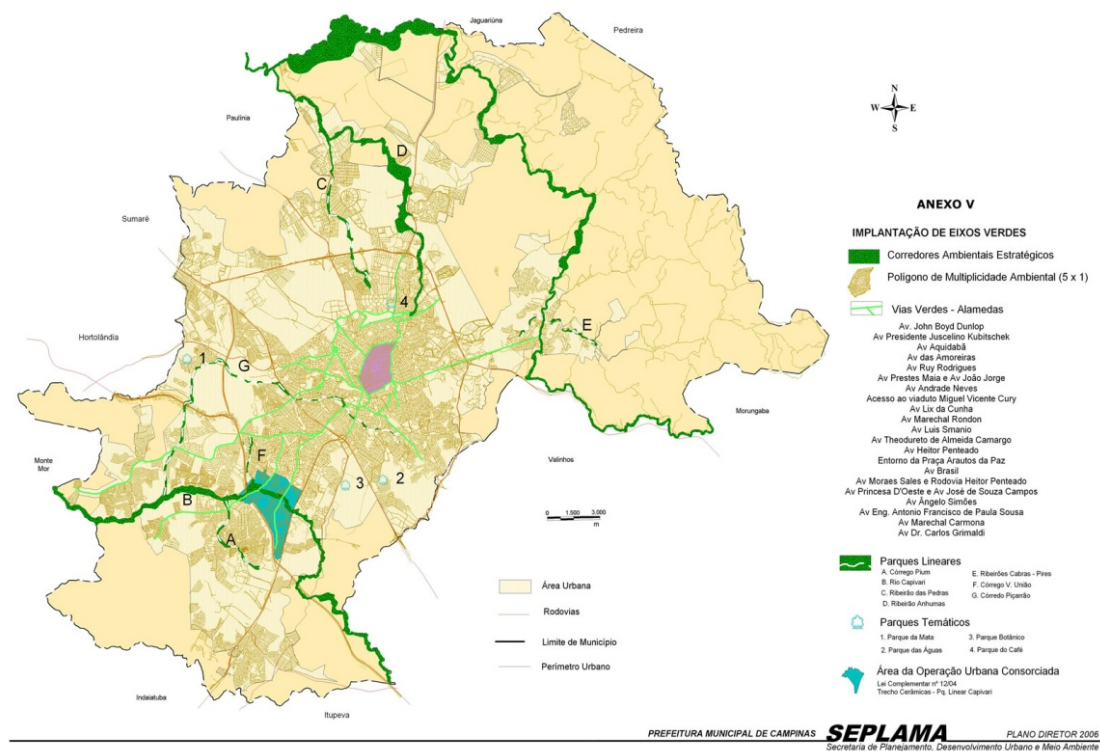 Jaguariúna
Pedreira
N
W E
S
Paulínia
D
C
ANEXO V
Sumaré
IMPLANTAÇÃO DE EIXOS VERDES
Corredores Ambientais Estratégicos
Polígono de Multiplicidade Ambiental (5 x 1)
4
Vias Verdes - Alamedas
E
Hortolândia
1
G
Av. John Boyd Dunlop
Av Presidente Juscelino Kubitschek
Av Aquidabã
Av das Amoreiras
Av Ruy Rodrigues
Av Prestes Maia e Av João Jorge
Av Andrade Neves
Acesso ao viaduto Miguel Vicente Cury
Av Lix da Cunha
Av Marechal Rondon
Av Luis Smanio
Av Theodureto de Almeida Camargo
Av Heitor Penteado
Entorno da Praça Arautos da Paz
Av Brasil
Av Moraes Sales e Rodovia Heitor Penteado
Av Princesa D'Oeste e Av José de Souza Campos
Av Ângelo Simões
Av Eng. Antonio Francisco de Paula Sousa
Av Marechal Carmona
Av Dr. Carlos Grimaldi
Morungaba
Monte
Mor
Valinhos
F
3
2
B
A
0 1.500 3.000
m
Área Urbana
Rodovias
Limite de Município
Perímetro Urbano
Parques Lineares
A. Córrego Pium
B. Rio Capivari
C. Ribeirão das Pedras
D. Ribeirão Anhumas
E. Ribeirões Cabras - Pires
F. Córrego V. União
G. Córredo Piçarrão
Parques Temáticos
1. Parque da Mata
2. Parque das Águas
3. Parque Botânico
4. Parque do Café
Área da Operação Urbana Consorciada
Lei Complementar nº 12/04
Trecho Cerâmicas - Pq. Linear Capivari
Indaiatuba
Itupeva
PREFEITURA MUNICIPAL DE CAMPINAS SEPLAMA PLANO DIRETOR 2006
Secretaria de Planejamento, Desenvolvimento Urbano e Meio Ambiente